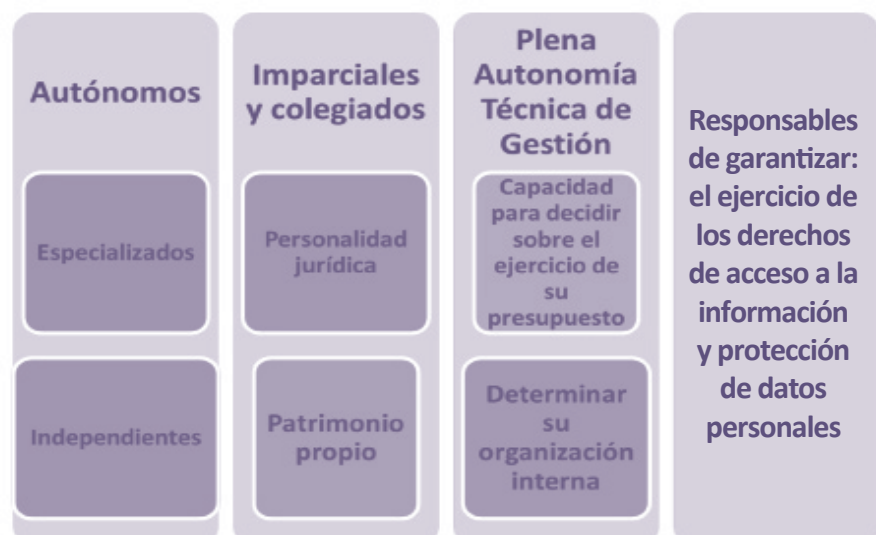 Autónomos
Especializados
Independientes
Imparciales
y colegiados
Personalidad
jurídica
Patrimonio
propio
Plena
Autonomía
Técnica de
Gestión
Capacidad
para decidir
sobre el
ejercicio de
su
presupuesto
Determinar
su
organización
interna
Responsables
de garantizar:
el ejercicio de
los derechos
de acceso a la
información
y protección
de datos
personales